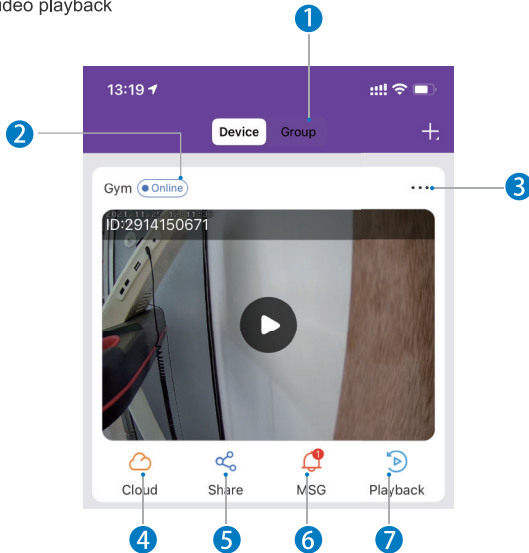 ideo playback
1
13:19
Device Group
2
Gym Online
3
ID:2914150671
1
Cloud Share MSG Playback
4 5 6 7